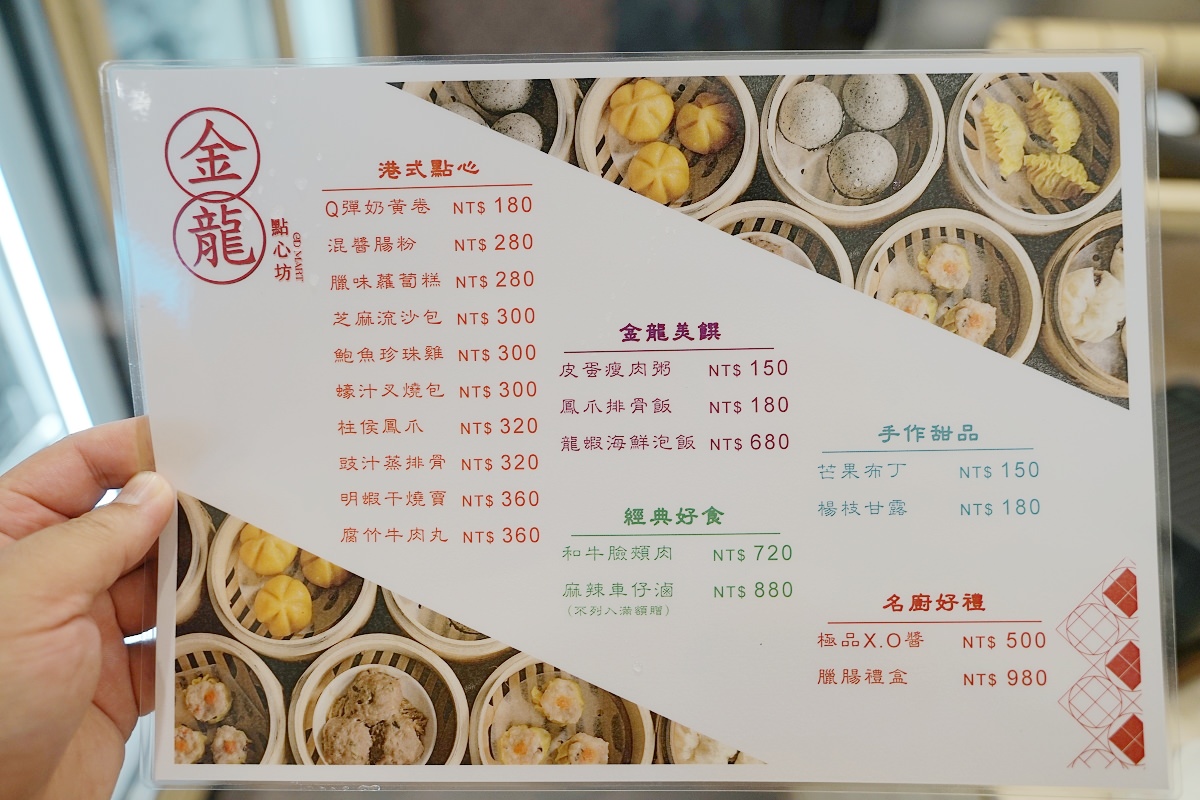 金龍
點心坊
港式點心
Q彈奶黃卷 NT$ 180
混醬腸粉 NT$ 280
臘味蘿蔔糕 NT$ 280
芝麻流沙包 NT$ 300
鮑魚珍珠雞 NT$ 300
蠔汁叉燒包 NT$ 300
柱侯鳳爪 NT$ 320
豉汁蒸排骨 NT$ 320
明蝦干燒賣 NT$ 360
腐竹牛肉丸 NT$ 360
金龍美饌
皮蛋瘦肉粥 NT$ 150
鳳爪排骨飯 NT$ 180
龍蝦海鮮泡飯 NT$ 680
經典好食
和牛臉頰肉 NT$ 720
麻辣車仔滷 NT$ 880
(不列入滿額贈)
手作甜品
芒果布丁 NT$ 150
楊枝甘露 NT$ 180
名廚好禮
極品X.O醬 NT$ 500
臘腸禮盒 NT$ 980